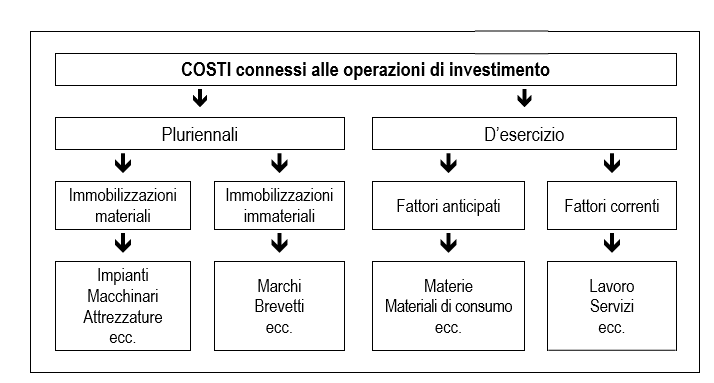 COSTI connessi alle operazioni di investimento
Pluriennali
D'esercizio
Immobilizzazioni
materiali
Immobilizzazioni
immateriali
Fattori anticipati
Fattori correnti
Impianti
Macchinari
Attrezzature
ecc.
Marchi
Brevetti
ecc.
Materie
Materiali di consumo
ecc.
Lavoro
Servizi
ecc.